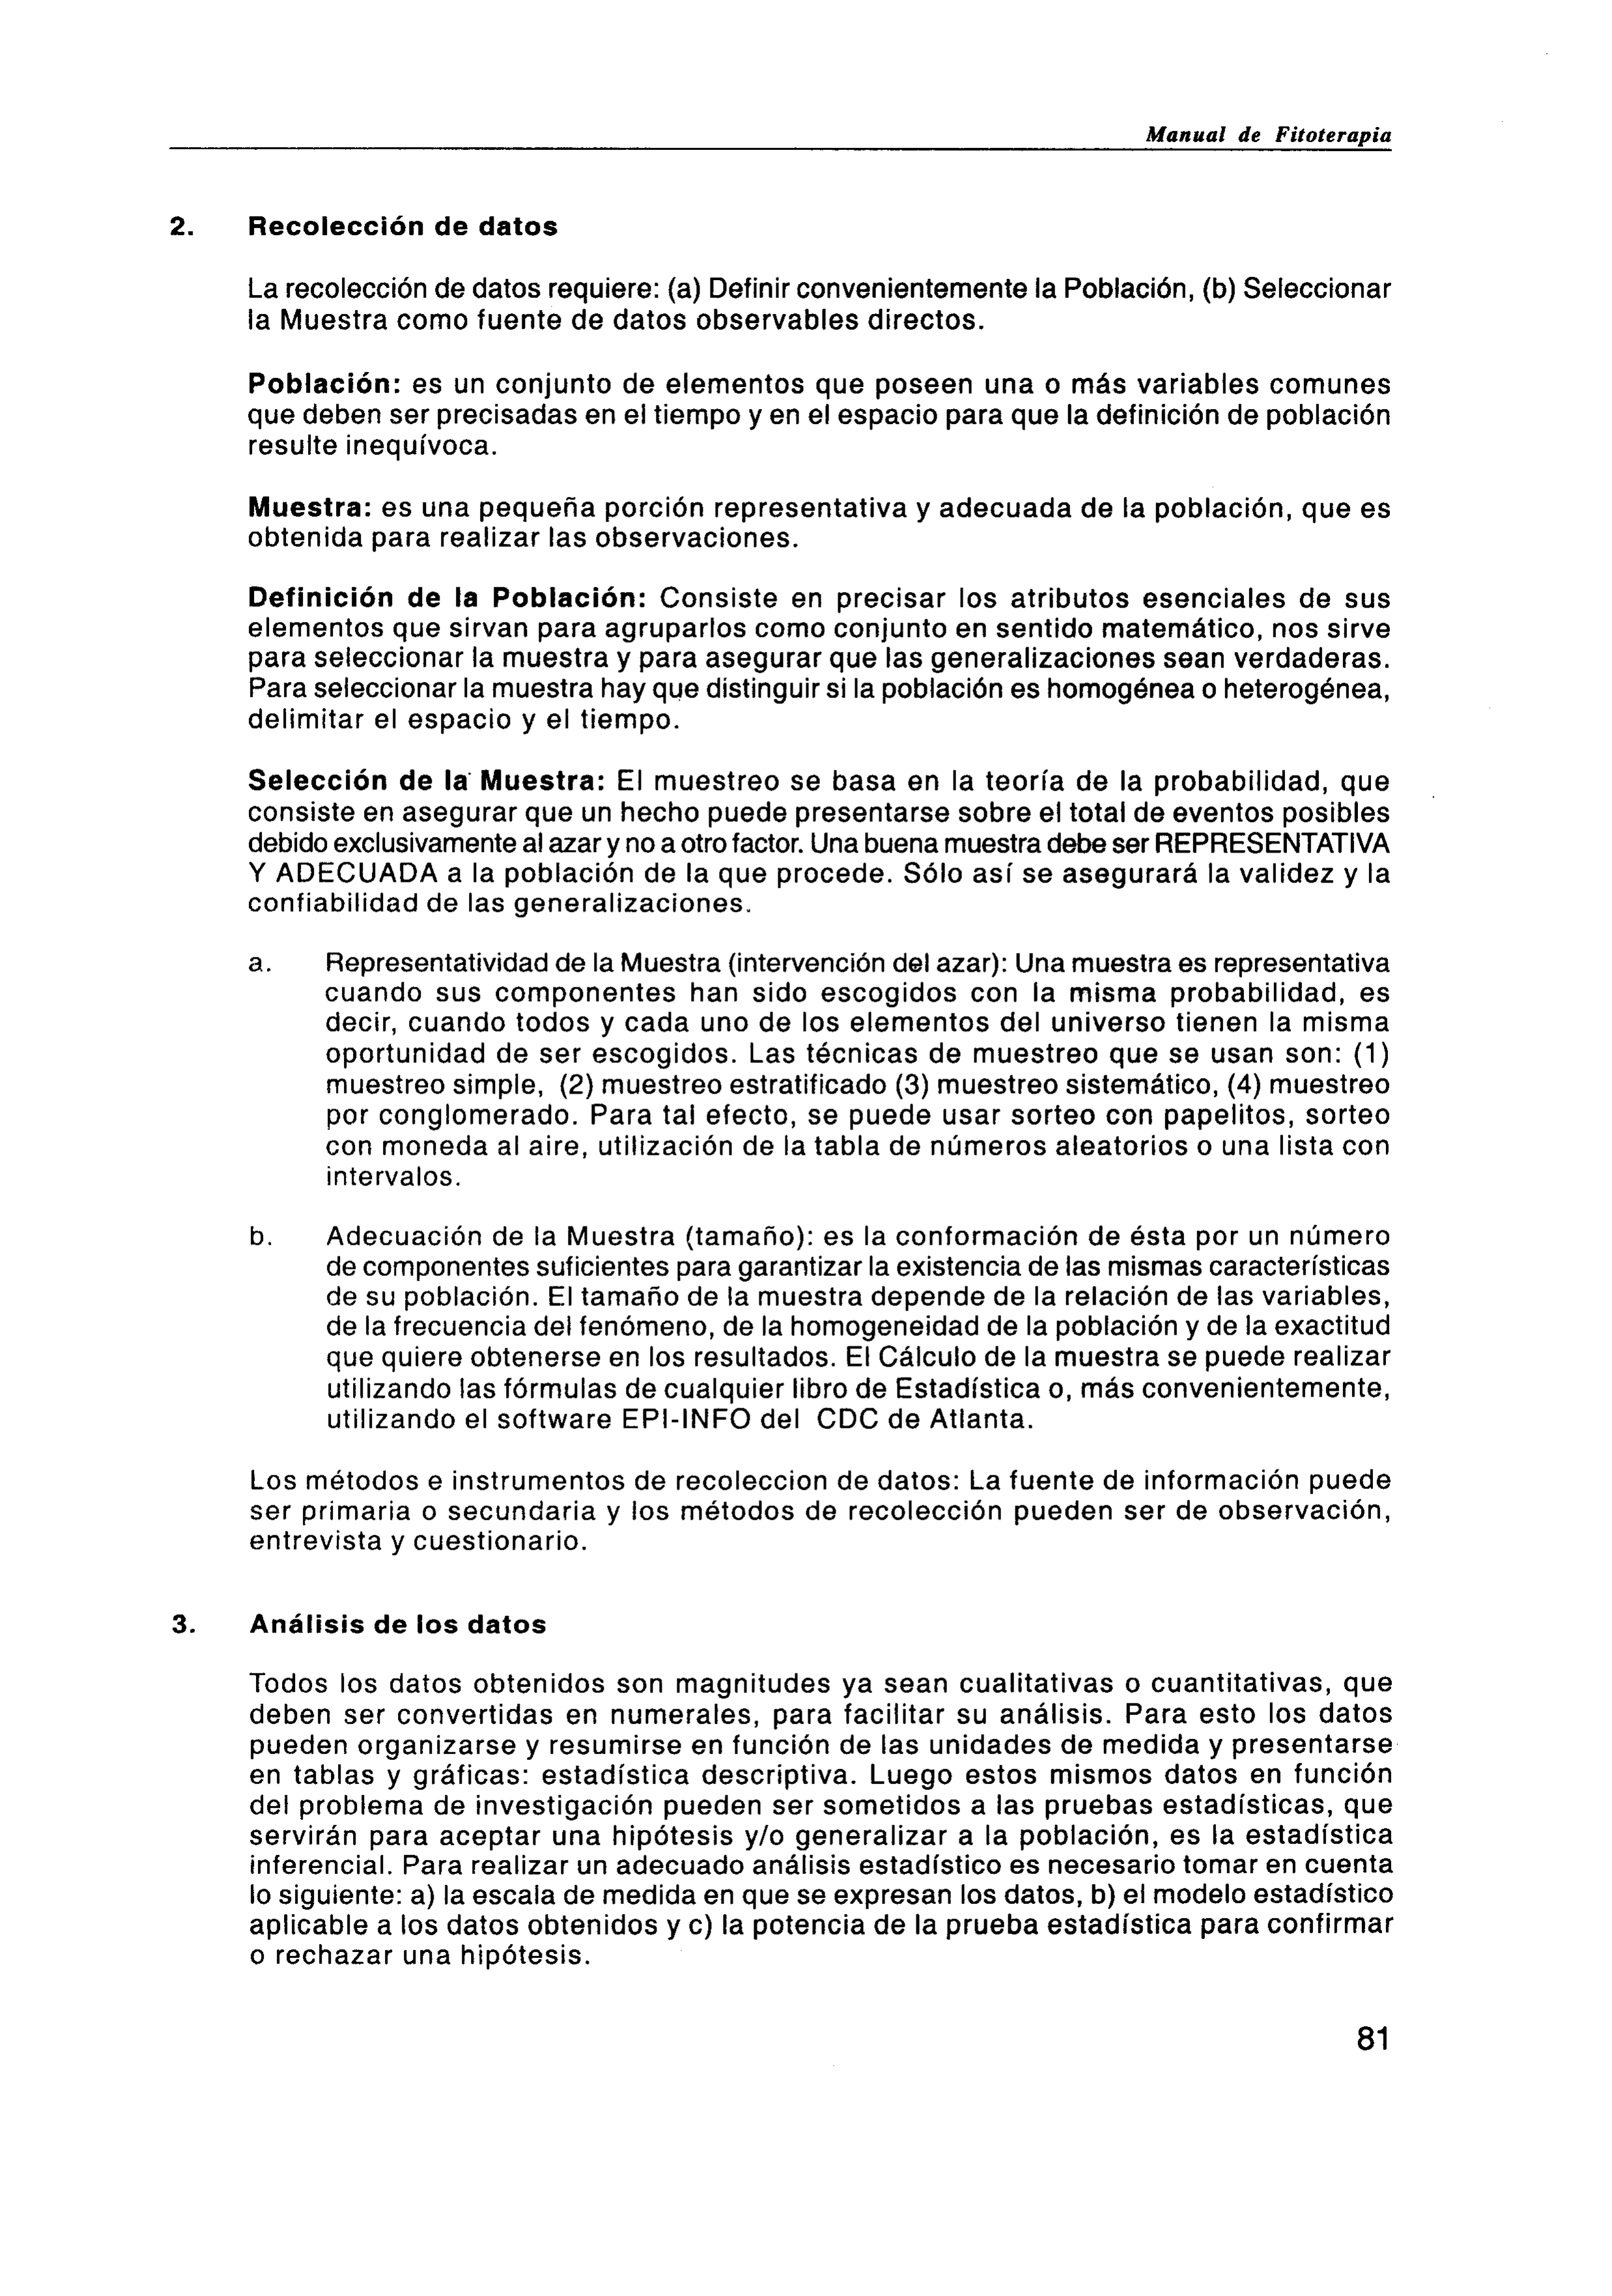 Manual de Fitoterapia
2. Recolección de datos
La recolección de datos requiere: (a) Definir convenientemente la Población, (b) Seleccionar
la Muestra como fuente de datos observables directos.
Población: es un conjunto de elementos que poseen una o más variables comunes
que deben ser precisadas en el tiempo y en el espacio para que la definición de población
resulte inequívoca.
Muestra: es una pequeña porción representativa y adecuada de la población, que es
obtenida para realizar las observaciones.
Definición de la Población: Consiste en precisar los atributos esenciales de sus
elementos que sirvan para agruparlos como conjunto en sentido matemático, nos sirve
para seleccionar la muestra y para asegurar que las generalizaciones sean verdaderas.
Para seleccionar la muestra hay que distinguir si la población es homogénea o heterogénea,
delimitar el espacio y el tiempo.
Selección de la Muestra: El muestreo se basa en la teoría de la probabilidad, que
consiste en asegurar que un hecho puede presentarse sobre el total de eventos posibles
debido exclusivamente al azar y no a otro factor. Una buena muestra debe ser REPRESENTATIVA
Y ADECUADA a la población de la que procede. Sólo así se asegurará la validez y la
confiabilidad de las generalizaciones.
a. Representatividad de la Muestra (intervención del azar): Una muestra es representativa
cuando sus componentes han sido escogidos con la misma probabilidad, es
decir, cuando todos y cada uno de los elementos del universo tienen la misma
oportunidad de ser escogidos. Las técnicas de muestreo que se usan son: (1)
muestreo simple, (2) muestreo estratificado (3) muestreo sistemático, (4) muestreo
por conglomerado. Para tal efecto, se puede usar sorteo con papelitos, sorteo
con moneda al aire, utilización de la tabla de números aleatorios o una lista con
intervalos.
b. Adecuación de la Muestra (tamaño): es la conformación de ésta por un número
de componentes suficientes para garantizar la existencia de las mismas características
de su población. El tamaño de la muestra depende de la relación de las variables,
de la frecuencia del fenómeno, de la homogeneidad de la población y de la exactitud
que quiere obtenerse en los resultados. El Cálculo de la muestra se puede realizar
utilizando las fórmulas de cualquier libro de Estadística o, más convenientemente,
utilizando el software EPI-INFO del CDC de Atlanta.
Los métodos e instrumentos de recoleccion de datos: La fuente de información puede
ser primaria o secundaria y los métodos de recolección pueden ser de observación,
entrevista y cuestionario.
3. Análisis de los datos
Todos los datos obtenidos son magnitudes ya sean cualitativas o cuantitativas, que
deben ser convertidas en numerales, para facilitar su análisis. Para esto los datos
pueden organizarse y resumirse en función de las unidades de medida y presentarse
en tablas y gráficas: estadística descriptiva. Luego estos mismos datos en función
del problema de investigación pueden ser sometidos a las pruebas estadísticas, que
servirán para aceptar una hipótesis y/o generalizar a la población, es la estadística
inferencial. Para realizar un adecuado análisis estadístico es necesario tomar en cuenta
lo siguiente: a) la escala de medida en que se expresan los datos, b) el modelo estadístico
aplicable a los datos obtenidos y c) la potencia de la prueba estadística para confirmar
o rechazar una hipótesis.
81